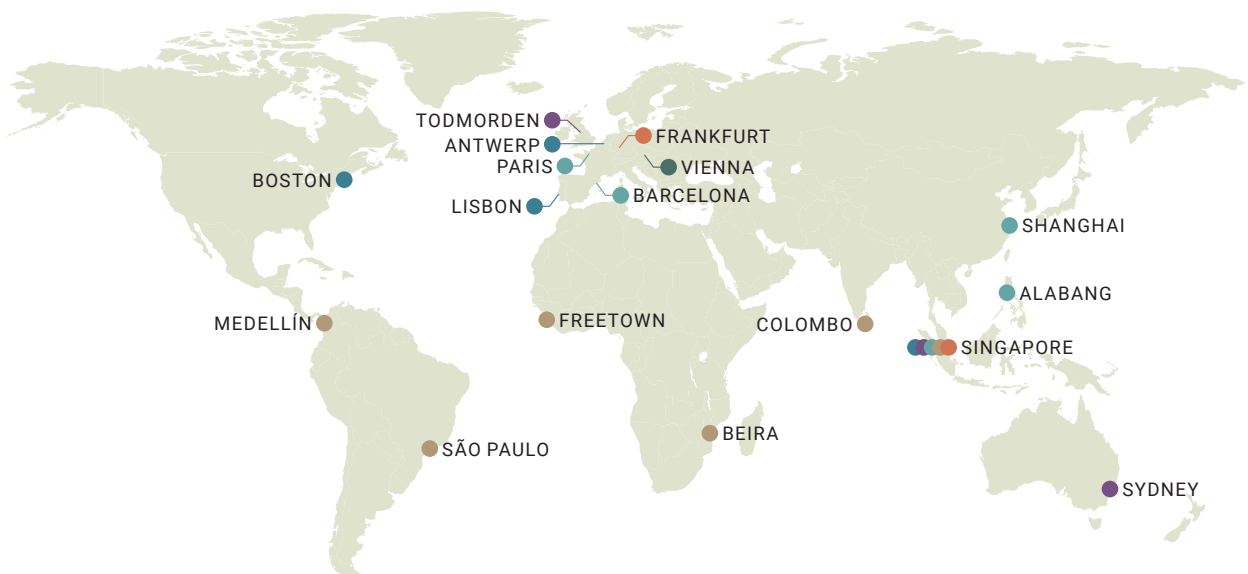 TODMORDEN
FRANKFURT
ANTWERP
PARIS
VIENNA
BOSTON
BARCELONA
LISBON
SHANGHAI
ALABANG
MEDELLÍN
FREETOWN
COLOMBO
SINGAPORE
BEIRA
SÃO PAULO
SYDNEY